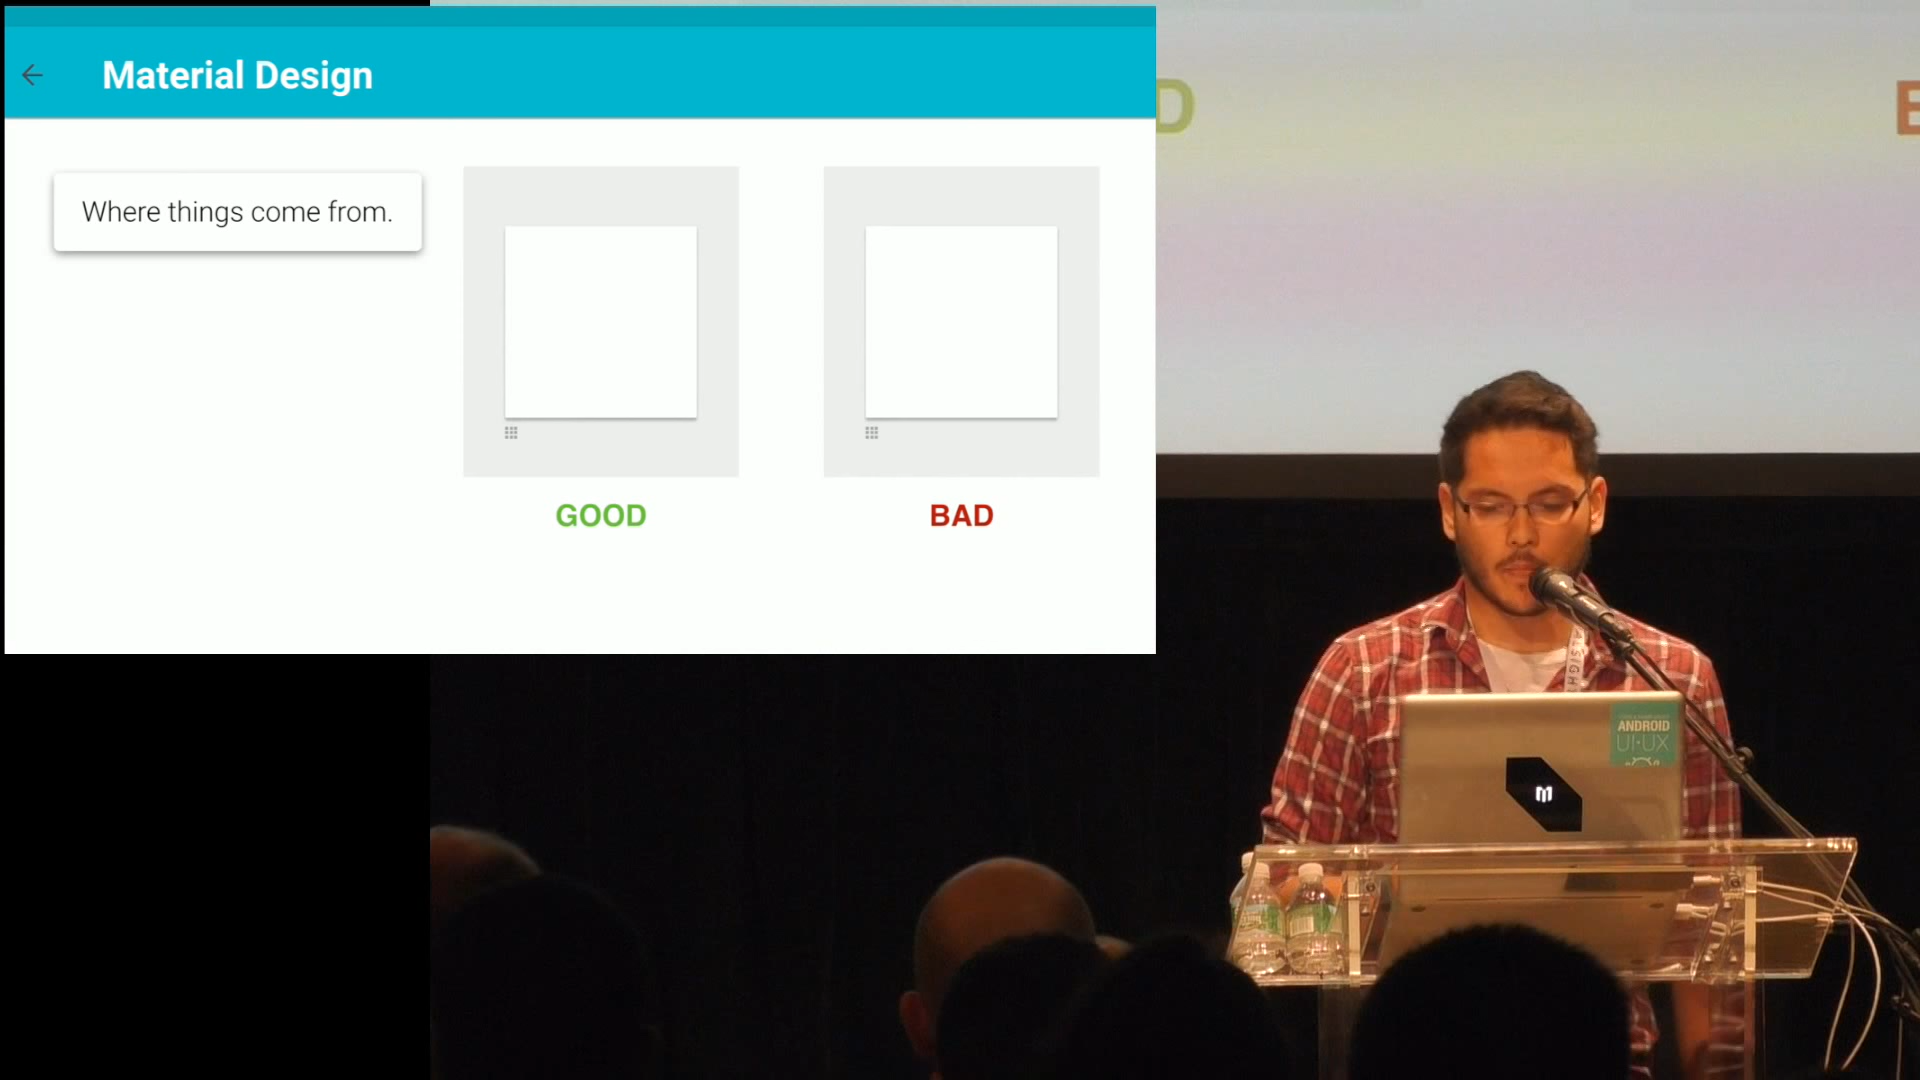 Material Design
Where things come from.
GOOD
BAD
D
ANDROID
UI·UX